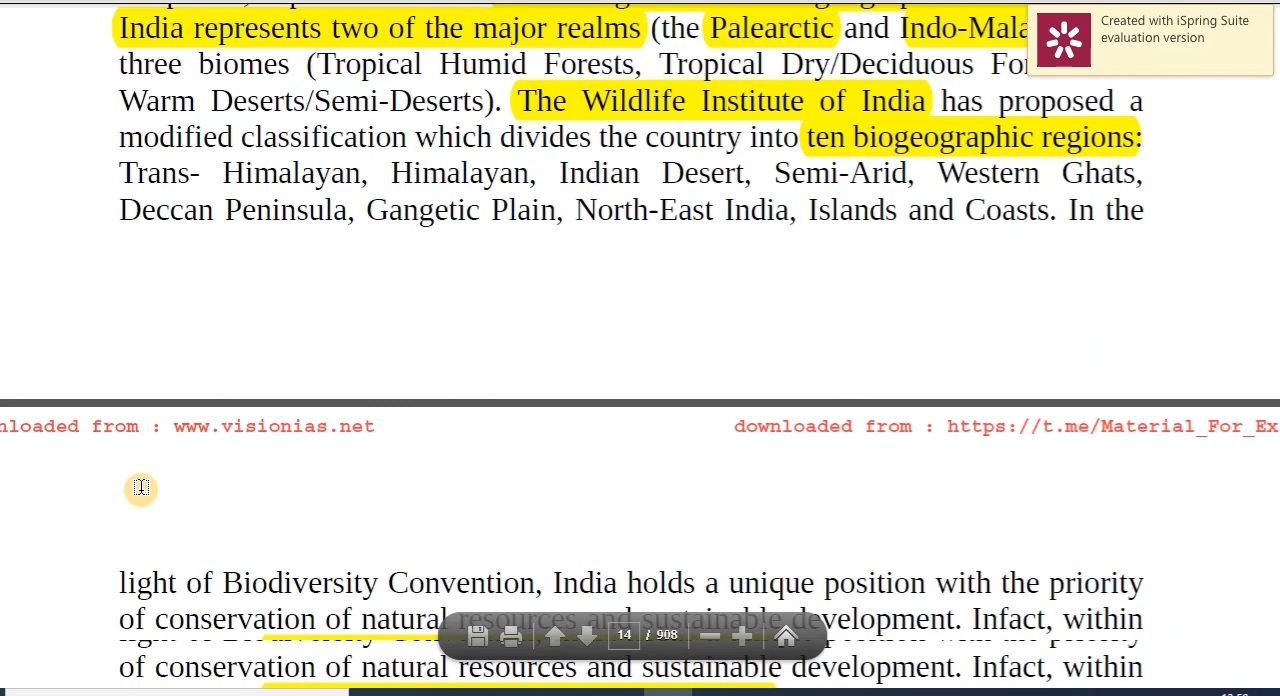 India represents two of the major realms (the Palearctic and Indo-Mala
three biomes (Tropical Humid Forests, Tropical Dry/Deciduous
Warm Deserts/Semi-Deserts). The Wildlife Institute of India has proposed a
modified classification which divides the country into ten biogeographic regions:
Trans- Himalayan, Himalayan, Indian Desert, Semi-Arid, Western Ghats,
Deccan Peninsula, Gangetic Plain, North-East India, Islands and Coasts. In the
Created with iSpring Suite
evaluation version
nloaded from : www.visionias.net
downloaded from : https://t.me/Material_For_Ex
light of Biodiversity Convention, India holds a unique position with the priority
of conservation of natural resources and sustainable development. Infact, within
14 / 908
of conservation of natural resources and sustainable development. Infact, within